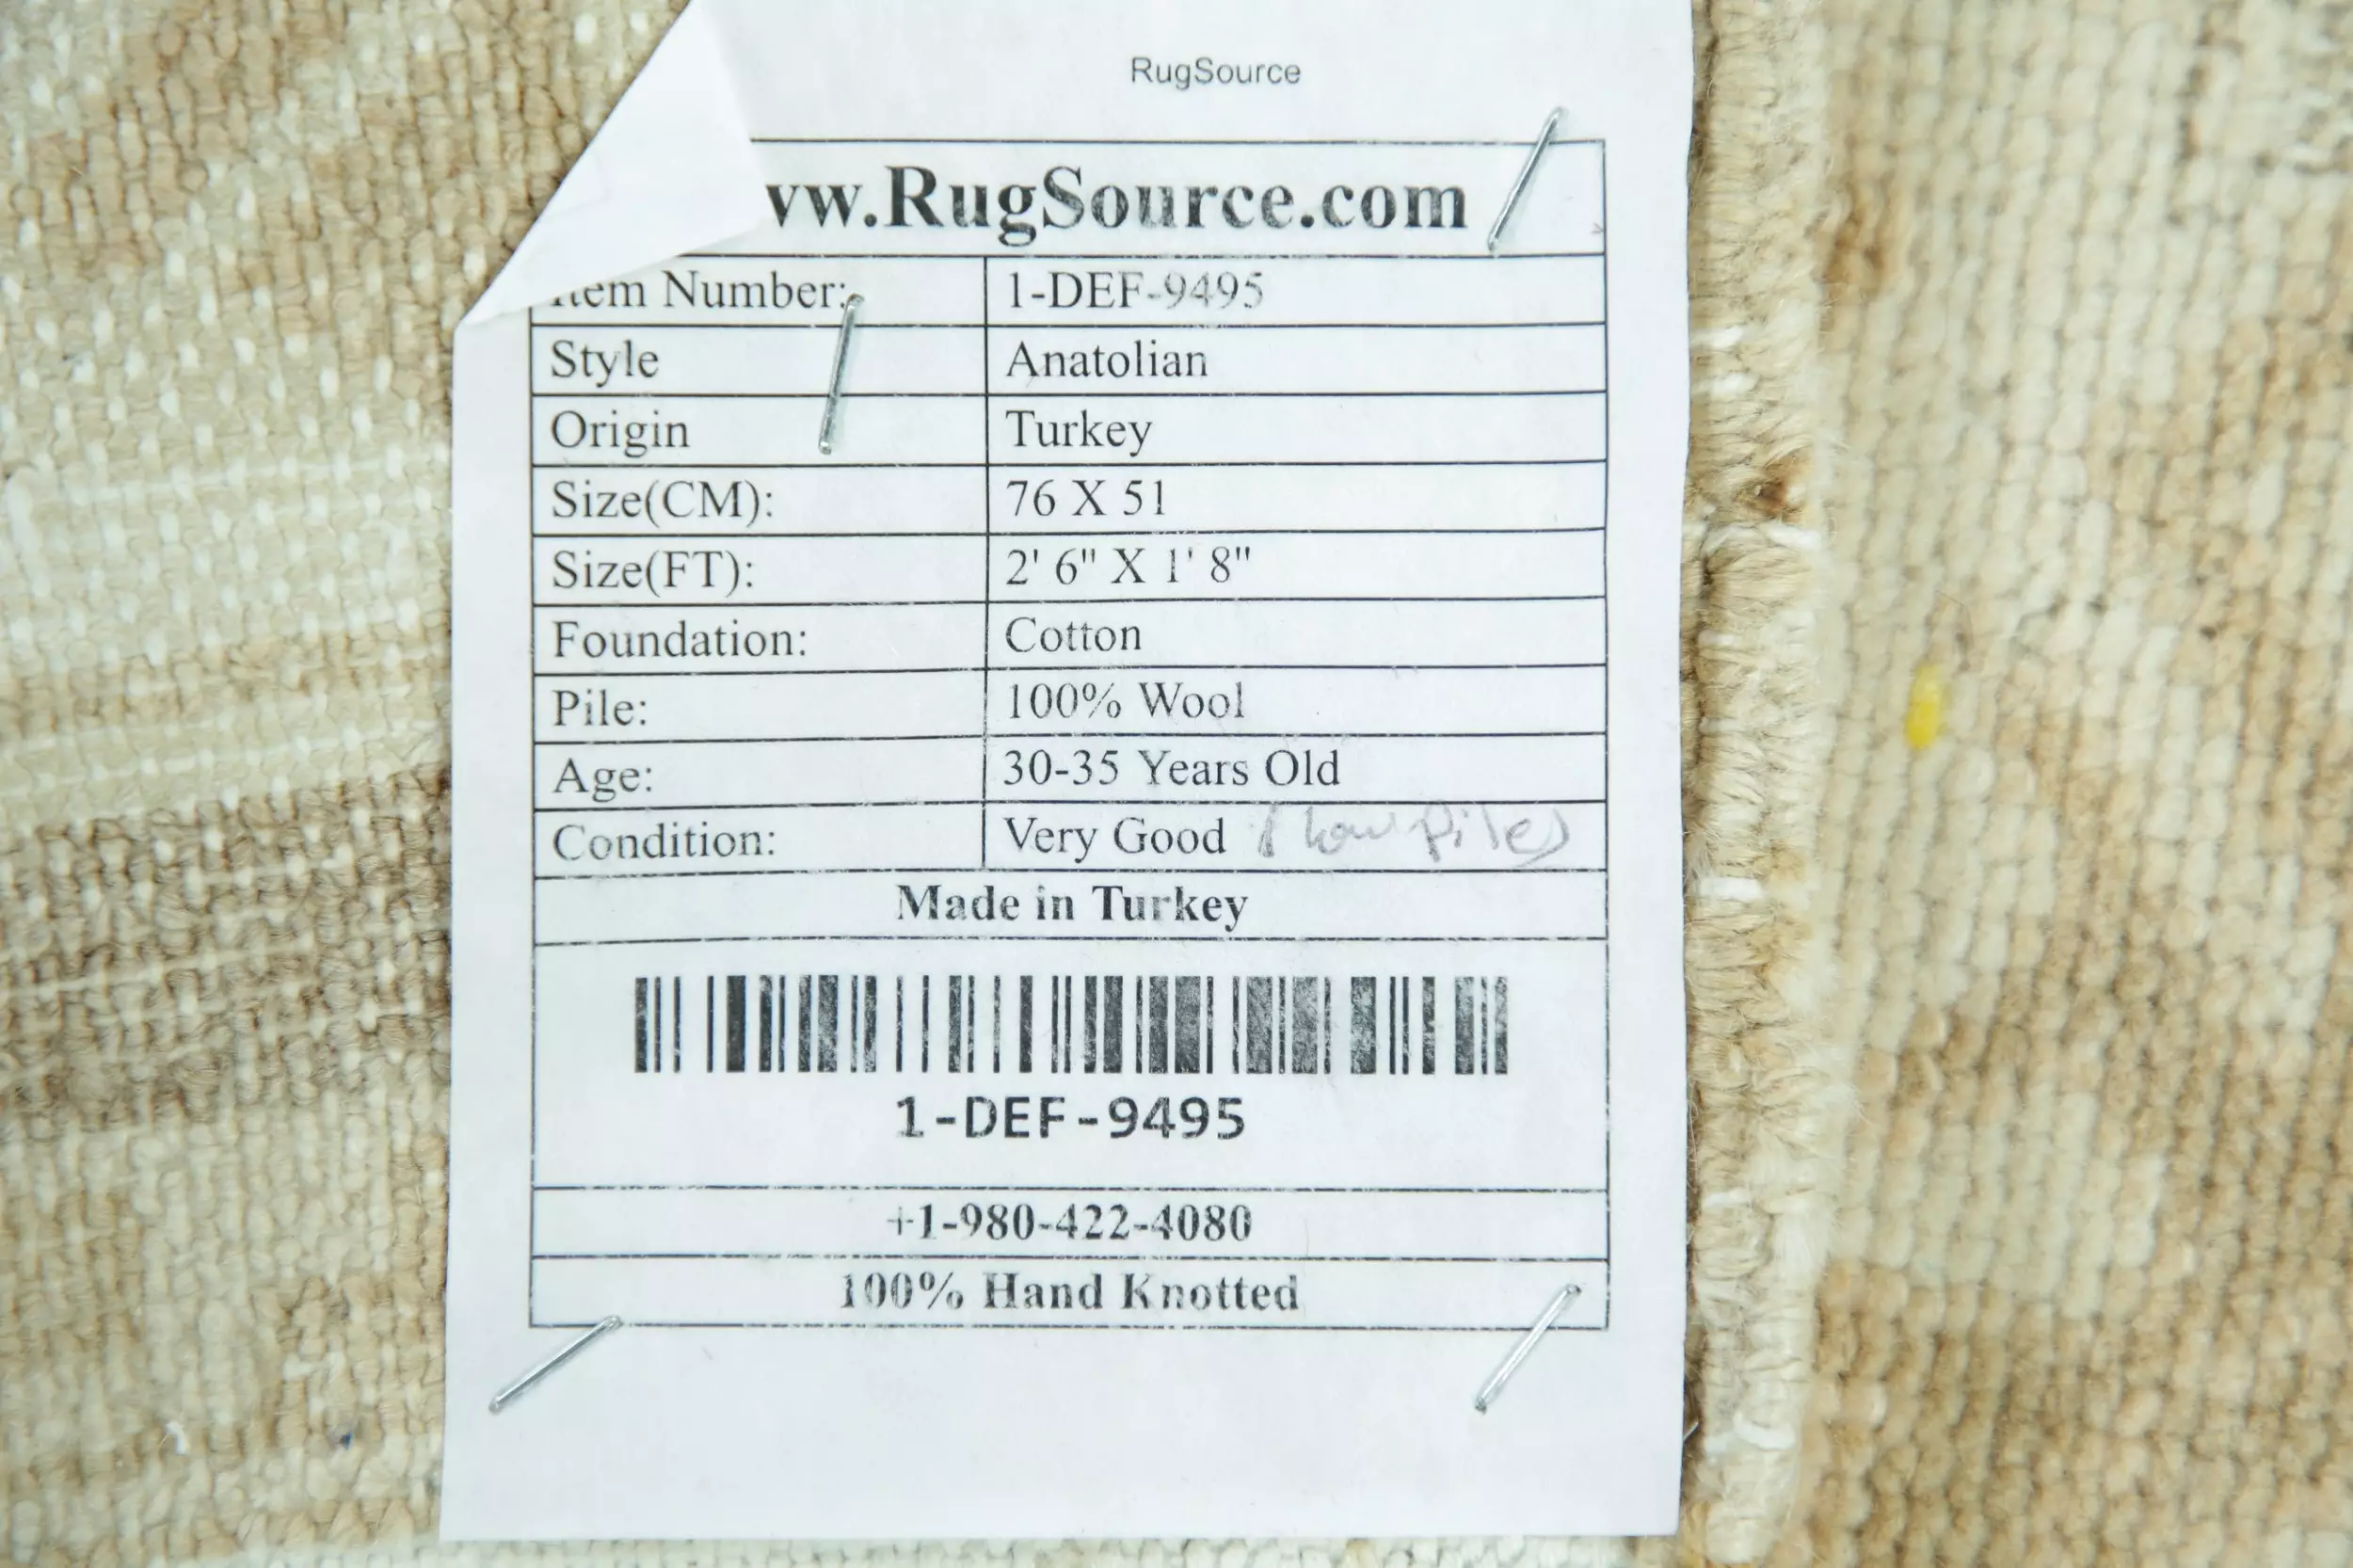 RugSource
vw.RugSource.com
Item Number: 1-DEF-9495
Style Anatolian
Origin Turkey
Size(CM): 76 X 51
Size(FT): 2' 6" X 1' 8"
Foundation: Cotton
Pile: 100% Wool
Age: 30-35 Years Old
Condition: Very Good (Low Pile)
Made in Turkey
1-DEF-9495
+1-980-422-4080
100% Hand Knotted